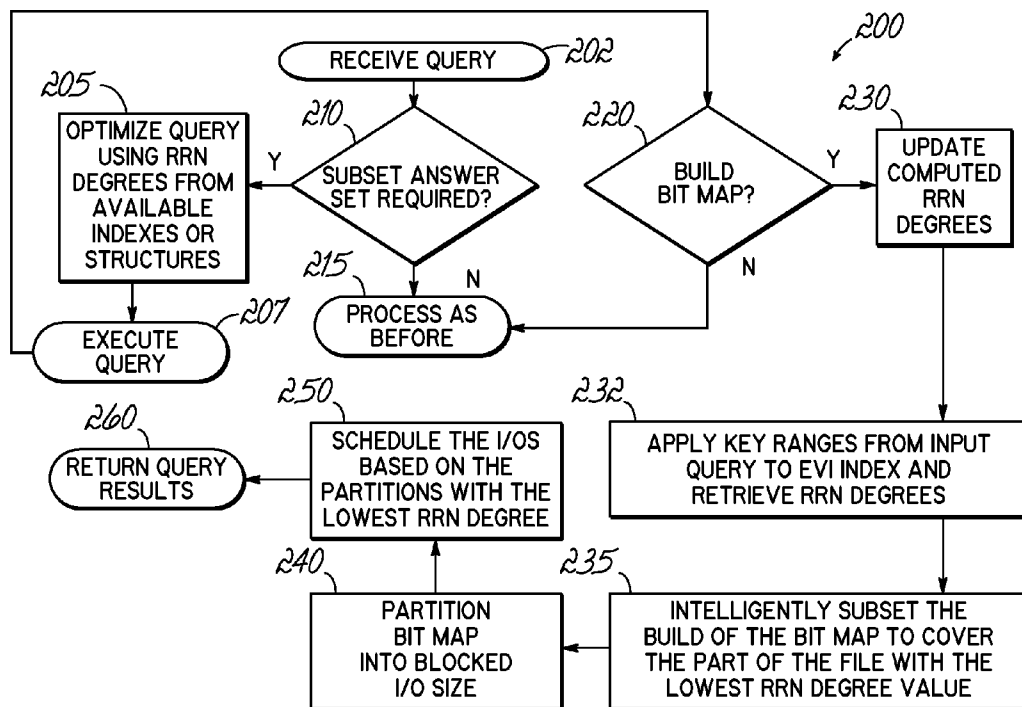 200
RECEIVE QUERY
202
205
OPTIMIZE QUERY
USING RRN
DEGREES FROM
AVAILABLE
INDEXES OR
STRUCTURES
210
SUBSET ANSWER
SET REQUIRED?
Y
N
220
BUILD
BIT MAP?
Y
N
230
UPDATE
COMPUTED
RRN
DEGREES
207
EXECUTE
QUERY
215
PROCESS AS
BEFORE
232
APPLY KEY RANGES FROM INPUT
QUERY TO EVI INDEX AND
RETRIEVE RRN DEGREES
235
INTELLIGENTLY SUBSET THE
BUILD OF THE BIT MAP TO COVER
THE PART OF THE FILE WITH THE
LOWEST RRN DEGREE VALUE
240
PARTITION
BIT MAP
INTO BLOCKED
I/O SIZE
250
SCHEDULE THE I/OS
BASED ON THE
PARTITIONS WITH THE
LOWEST RRN DEGREE
260
RETURN QUERY
RESULTS